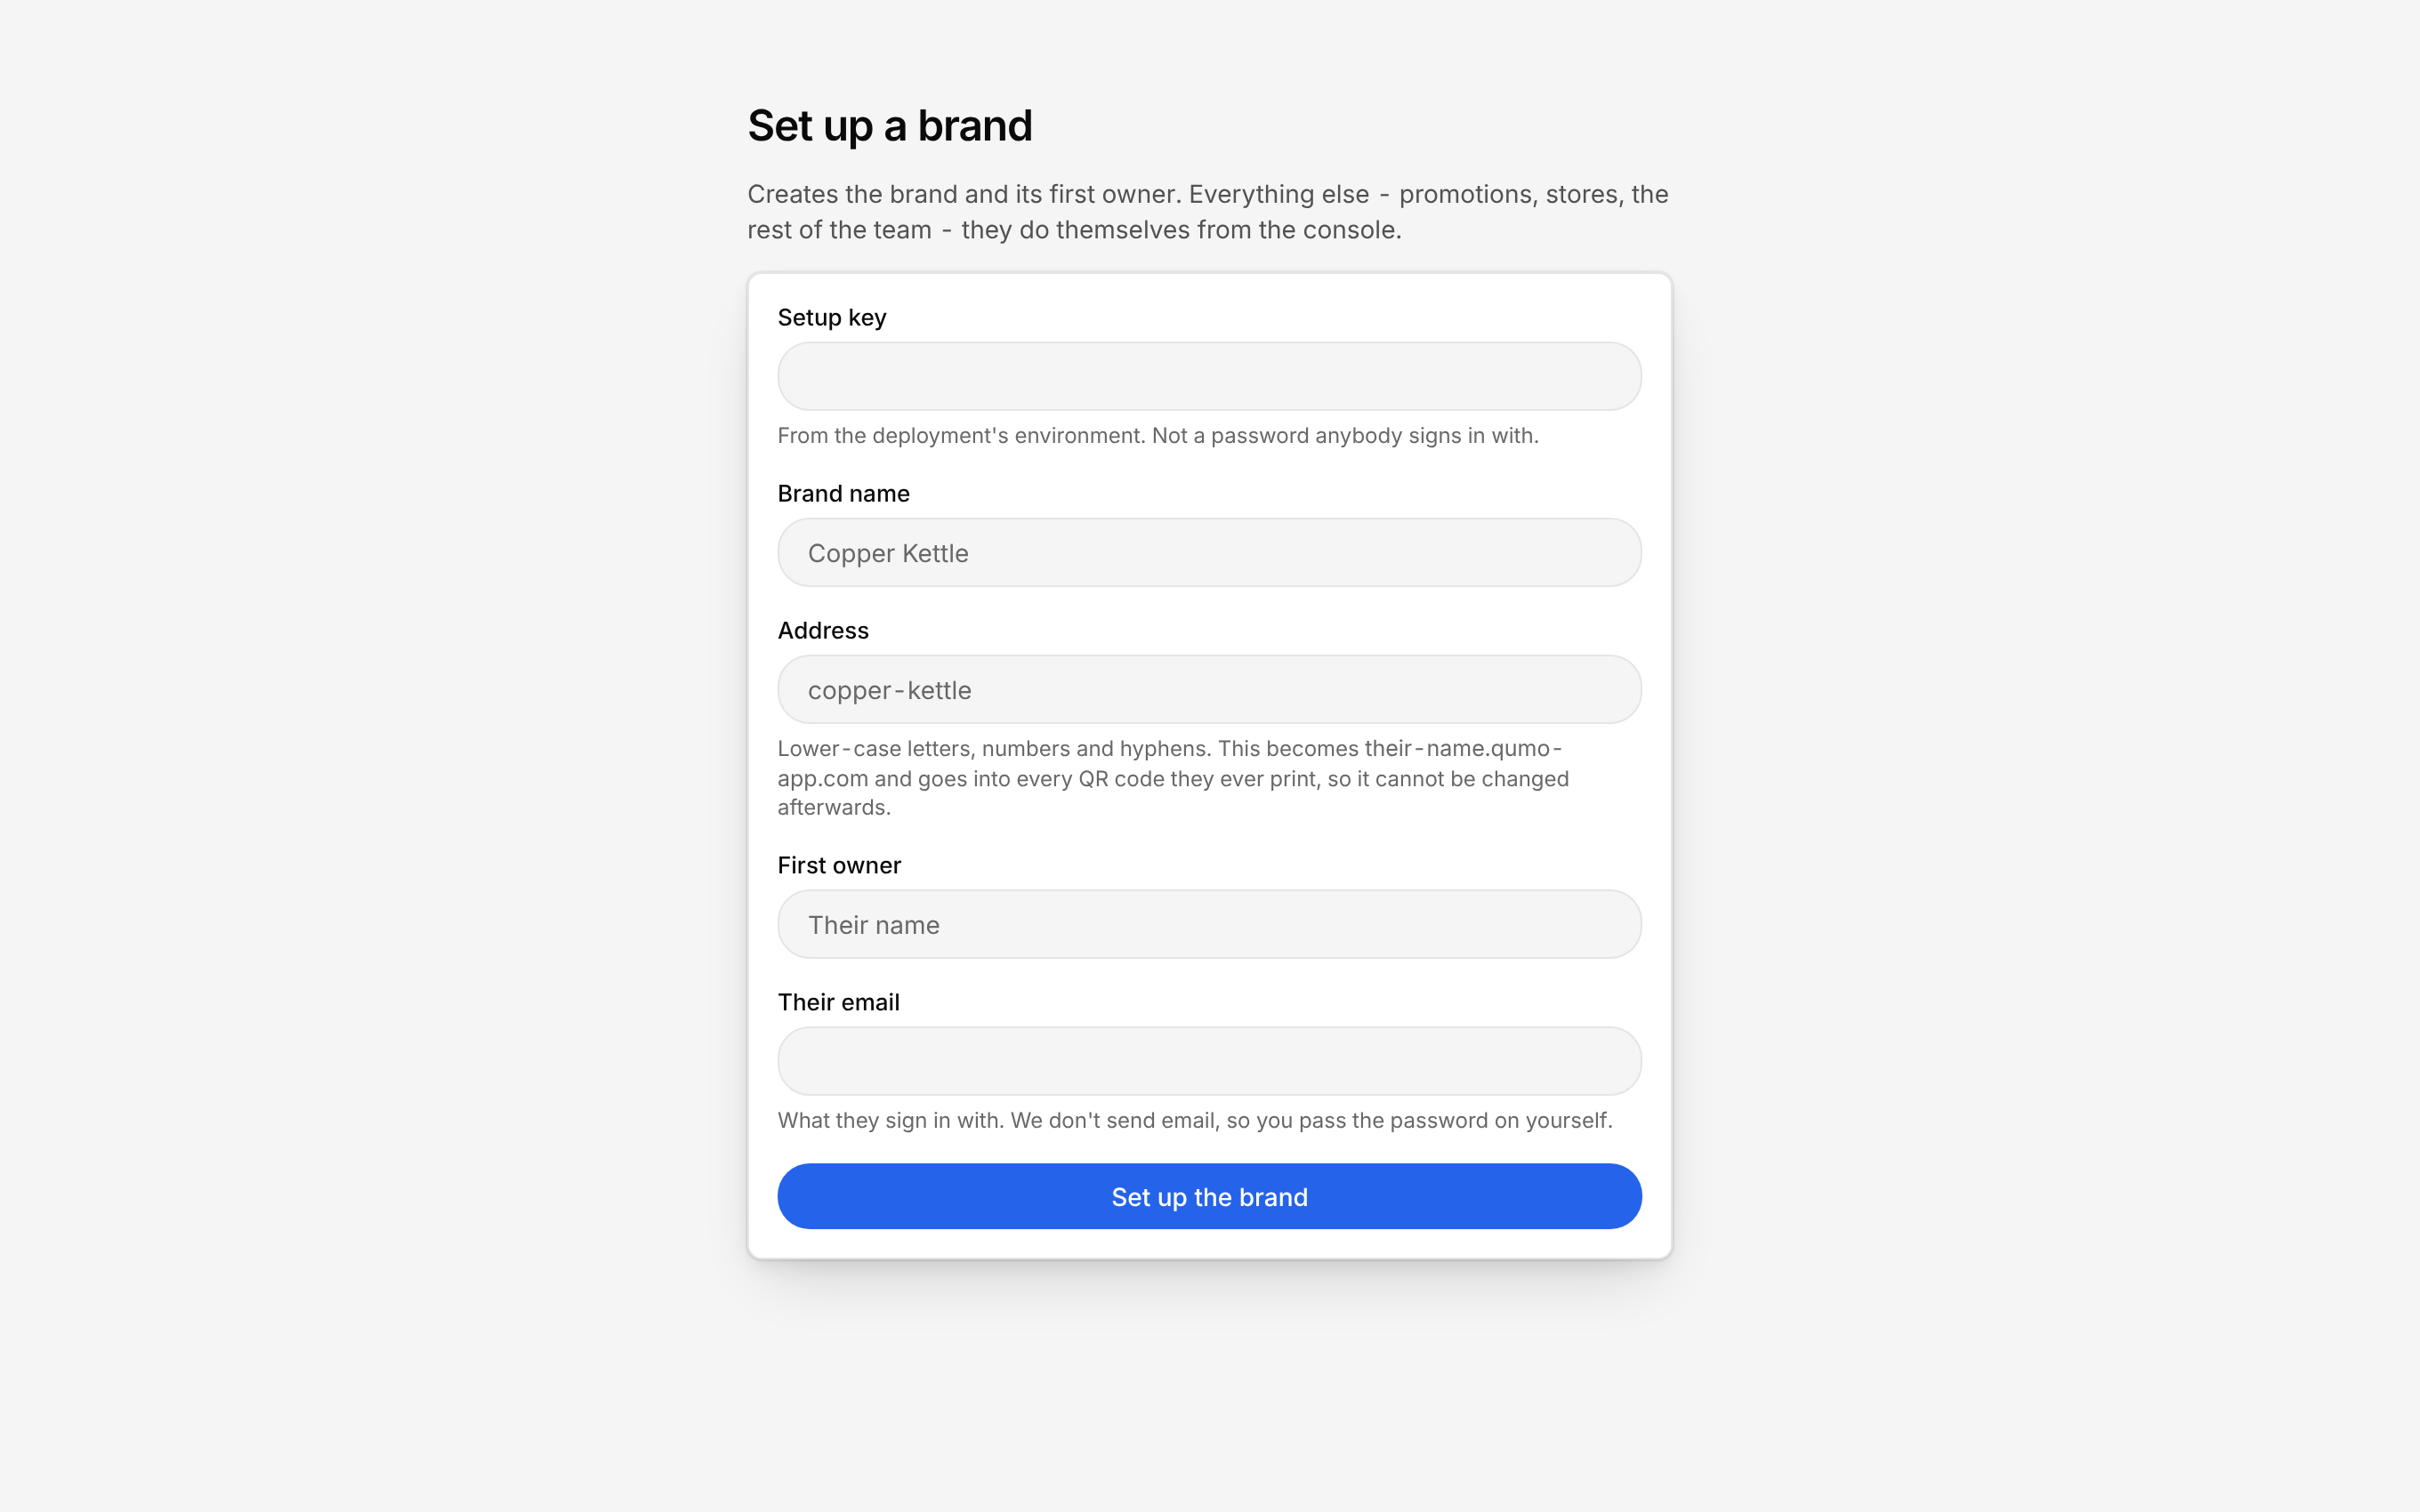 Set up a brand
Creates the brand and its first owner. Everything else - promotions, stores, the
rest of the team - they do themselves from the console.
Setup key
From the deployment's environment. Not a password anybody signs in with.
Brand name
Copper Kettle
Address
copper-kettle
Lower-case letters, numbers and hyphens. This becomes their-name.qumo-
app.com and goes into every QR code they ever print, so it cannot be changed
afterwards.
First owner
Their name
Their email
What they sign in with. We don't send email, so you pass the password on yourself.
Set up the brand